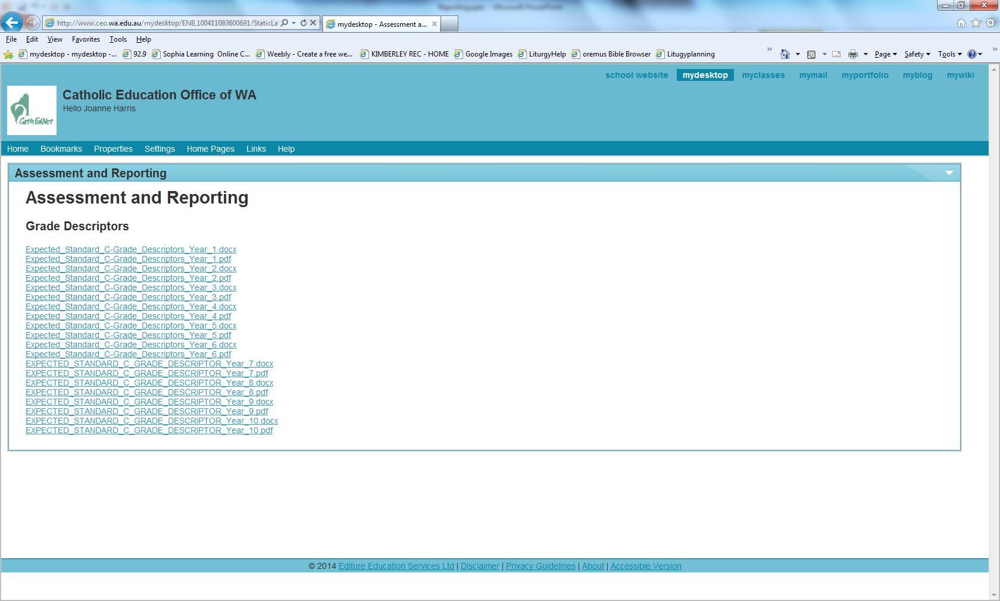 Reporting.pptx - Microsoft PowerPoint
http://www.ceo.wa.edu.au/mydesktop/ENB,100411083600691/StaticLa
mydesktop - Assessment a...
File Edit View Favorites Tools Help
mydesktop - mydesktop -... 92.9 Sophia Learning Online C... Weebly - Create a free we... KIMBERLEY REC - HOME Google Images LiturgyHelp oremus Bible Browser Litugyplanning » Page Safety Tools »
school website mydesktop myclasses mymail myportfolio myblog mywiki
CathEdNet
Catholic Education Office of WA
Hello Joanne Harris
Home Bookmarks Properties Settings Home Pages Links Help
Assessment and Reporting
Assessment and Reporting
Grade Descriptors
Expected_Standard_C-Grade_Descriptors_Year_1.docx
Expected_Standard_C-Grade_Descriptors_Year_1.pdf
Expected_Standard_C-Grade_Descriptors_Year_2.docx
Expected_Standard_C-Grade_Descriptors_Year_2.pdf
Expected_Standard_C-Grade_Descriptors_Year_3.docx
Expected_Standard_C-Grade_Descriptors_Year_3.pdf
Expected_Standard_C-Grade_Descriptors_Year_4.docx
Expected_Standard_C-Grade_Descriptors_Year_4.pdf
Expected_Standard_C-Grade_Descriptors_Year_5.docx
Expected_Standard_C-Grade_Descriptors_Year_5.pdf
Expected_Standard_C-Grade_Descriptors_Year_6.docx
Expected_Standard_C-Grade_Descriptors_Year_6.pdf
EXPECTED_STANDARD_C_GRADE_DESCRIPTOR_Year_7.docx
EXPECTED_STANDARD_C_GRADE_DESCRIPTOR_Year_7.pdf
EXPECTED_STANDARD_C_GRADE_DESCRIPTOR_Year_8.docx
EXPECTED_STANDARD_C_GRADE_DESCRIPTOR_Year_8.pdf
EXPECTED_STANDARD_C_GRADE_DESCRIPTOR_Year_9.docx
EXPECTED_STANDARD_C_GRADE_DESCRIPTOR_Year_9.pdf
EXPECTED_STANDARD_C_GRADE_DESCRIPTOR_Year_10.docx
EXPECTED_STANDARD_C_GRADE_DESCRIPTOR_Year_10.pdf
© 2014 Editure Education Services Ltd | Disclaimer | Privacy Guidelines | About | Accessible Version